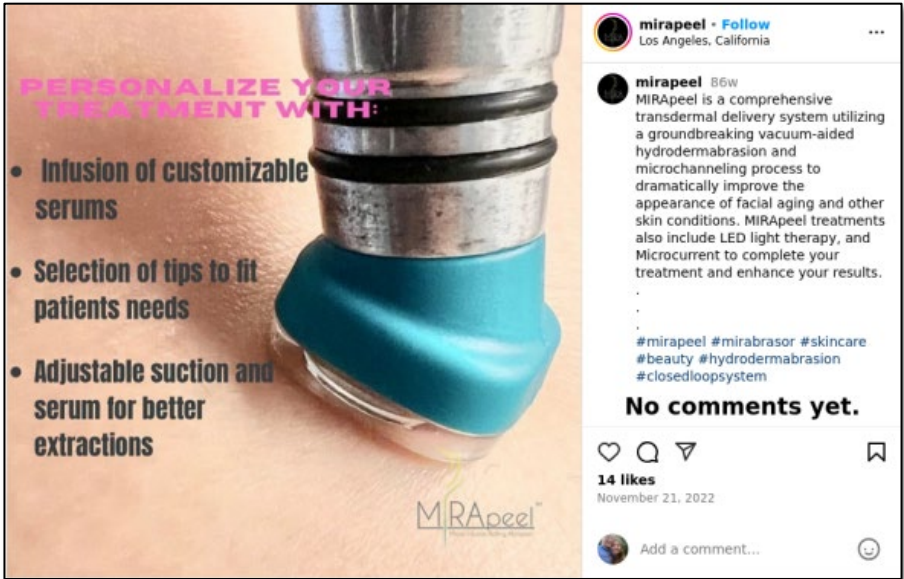 PERSONALIZE YOUR
TREATMENT WITH:
• Infusion of customizable
serums
• Selection of tips to fit
patients needs
• Adjustable suction and
serum for better
extractions
MIRApeel™
mirapeel • Follow
Los Angeles, California
mirapeel 86w
MIRApeel is a comprehensive
transdermal delivery system utilizing
a groundbreaking vacuum-aided
hydrodermabrasion and
microchanneling process to
dramatically improve the
appearance of facial aging and other
skin conditions. MIRApeel treatments
also include LED light therapy, and
Microcurrent to complete your
treatment and enhance your results.
.
.
.
#mirapeel #mirabrasor #skincare
#beauty #hydrodermabrasion
#closedloopsystem
No comments yet.
14 likes
November 21, 2022
Add a comment...